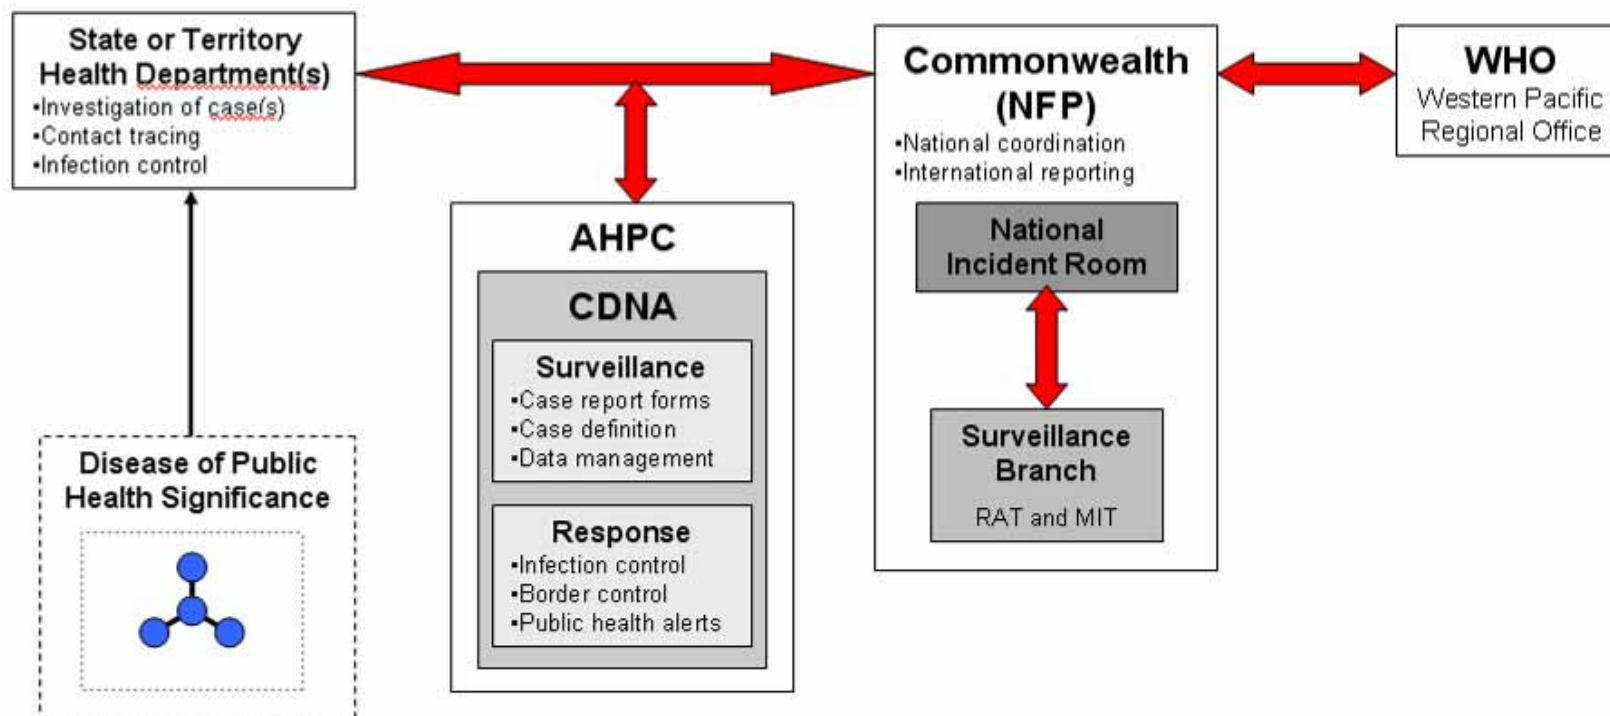 State or Territory
Health Department(s)
▪Investigation of case(s)
▪Contact tracing
▪Infection control
Disease of Public
Health Significance
AHPC
CDNA
Surveillance
▪Case report forms
▪Case definition
▪Data management
Response
▪Infection control
▪Border control
▪Public health alerts
Commonwealth
(NFP)
▪National coordination
▪International reporting
National
Incident Room
Surveillance
Branch
RAT and MIT
WHO
Western Pacific
Regional Office